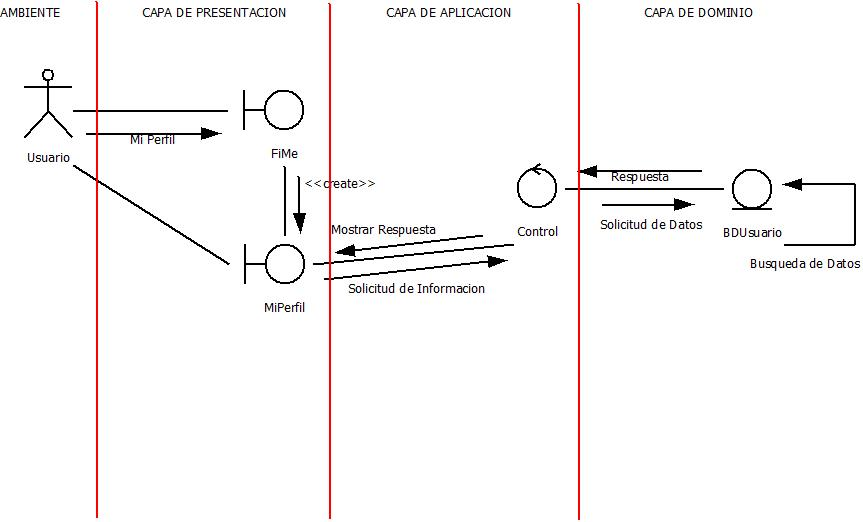 AMBIENTE
CAPA DE PRESENTACION
CAPA DE APLICACION
CAPA DE DOMINIO
Mi Perfil
Usuario
FiMe
<<create>>
Respuesta
Solicitud de Datos
Control
BDUsuario
Mostrar Respuesta
Busqueda de Datos
Solicitud de Informacion
MiPerfil